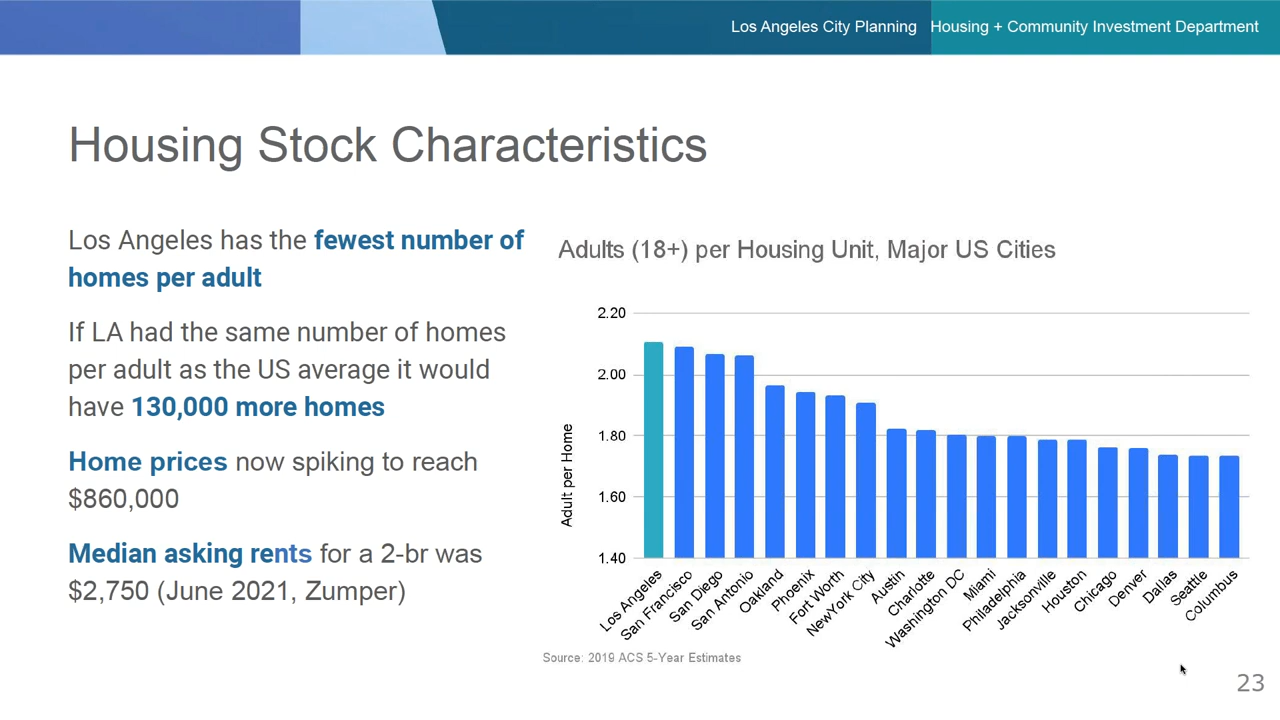 Los Angeles City Planning
Housing + Community Investment Department
Housing Stock Characteristics
Los Angeles has the fewest number of
homes per adult
If LA had the same number of homes
per adult as the US average it would
have 130,000 more homes
Home prices now spiking to reach
$860,000
Median asking rents for a 2-br was
$2,750 (June 2021, Zumper)
Adults (18+) per Housing Unit, Major US Cities
Adult per Home
2.20
2.00
1.80
1.60
1.40
Los Angeles
San Francisco
San Diego
San Antonio
Oakland
Phoenix
Fort Worth
NewYork City
Austin
Charlotte
Washington DC
Miami
Philadelphia
Jacksonville
Houston
Chicago
Denver
Dallas
Seattle
Columbus
Source: 2019 ACS 5-Year Estimates
23